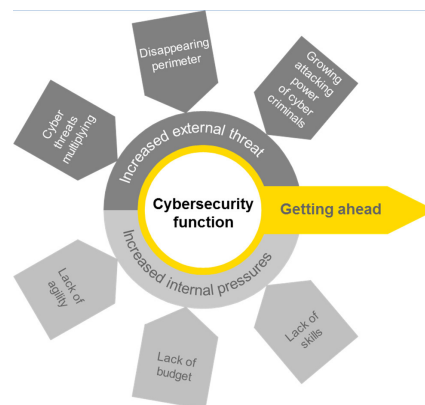 Disappearing
perimeter
Growing
attacking
power
of cyber
criminals
Cyber
threats
multiplying
Increased external threat
Cybersecurity
function
Getting ahead
Increased internal pressures
Lack of
agility
Lack of
budget
Lack of
skills